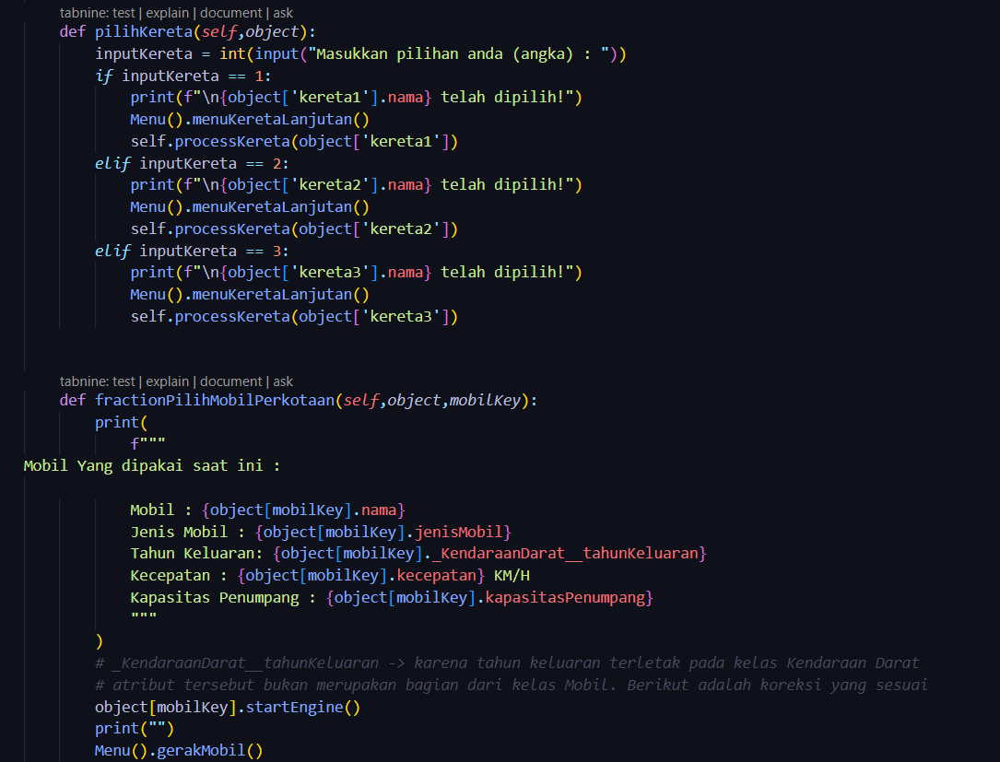 tabnine: test | explain | document | ask
def pilihKereta(self,object):
inputKereta = int(input("Masukkan pilihan anda (angka) : "))
if inputKereta == 1:
print(f"\n{object['kereta1'].nama} telah dipilih!")
Menu().menuKeretaLanjutan()
self.processKereta(object['kereta1'])
elif inputKereta == 2:
print(f"\n{object['kereta2'].nama} telah dipilih!")
Menu().menuKeretaLanjutan()
self.processKereta(object['kereta2'])
elif inputKereta == 3:
print(f"\n{object['kereta3'].nama} telah dipilih!")
Menu().menuKeretaLanjutan()
self.processKereta(object['kereta3'])
tabnine: test | explain | document | ask
def fractionPilihMobilPerkotaan(self,object,mobilKey):
print(
f"""
Mobil Yang dipakai saat ini :
Mobil : {object[mobilKey].nama}
Jenis Mobil : {object[mobilKey].jenisMobil}
Tahun Keluaran: {object[mobilKey]._KendaraanDarat__tahunKeluaran}
Kecepatan : {object[mobilKey].kecepatan} KM/H
Kapasitas Penumpang : {object[mobilKey].kapasitasPenumpang}
"""
)
# _KendaraanDarat__tahunKeluaran -> karena tahun keluaran terletak pada kelas Kendaraan Darat
# atribut tersebut bukan merupakan bagian dari kelas Mobil. Berikut adalah koreksi yang sesuai
object[mobilKey].startEngine()
print("")
Menu().gerakMobil()